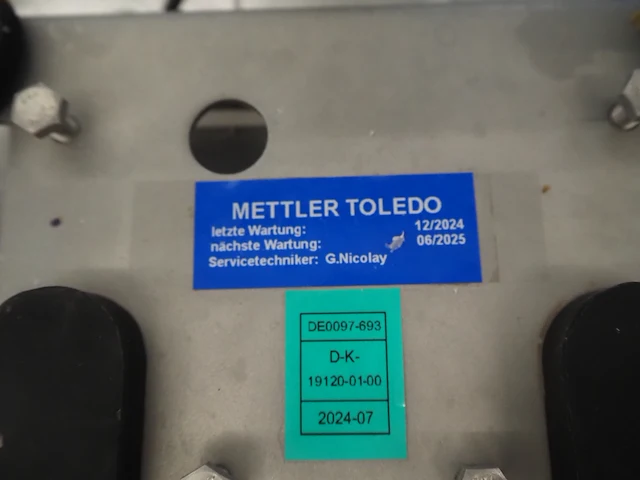 METTLER TOLEDO
letzte Wartung: 12/2024
nächste Wartung: 06/2025
Servicetechniker: G.Nicolay
DE0097-693
D-K-
19120-01-00
2024-07